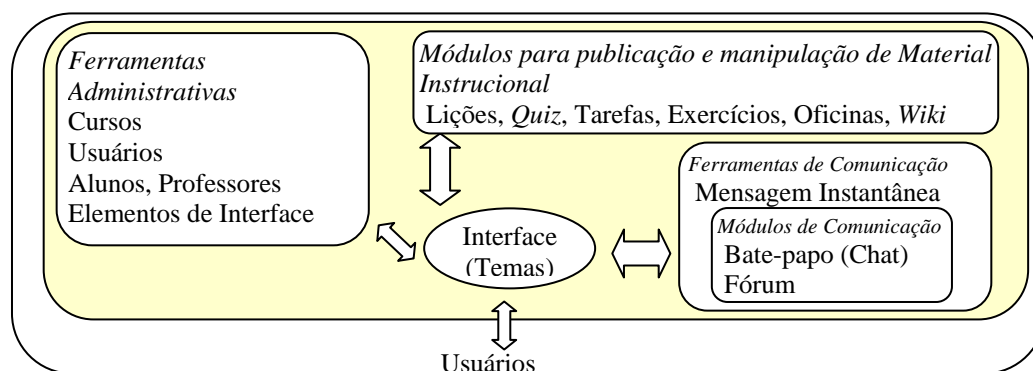 Ferramentas
Administrativas
Cursos
Usuários
Alunos, Professores
Elementos de Interface
Módulos para publicação e manipulação de Material
Instrucional
Lições, Quiz, Tarefas, Exercícios, Oficinas, Wiki
Ferramentas de Comunicação
Mensagem Instantânea
Módulos de Comunicação
Bate-papo (Chat)
Fórum
Interface
(Temas)
Usuários